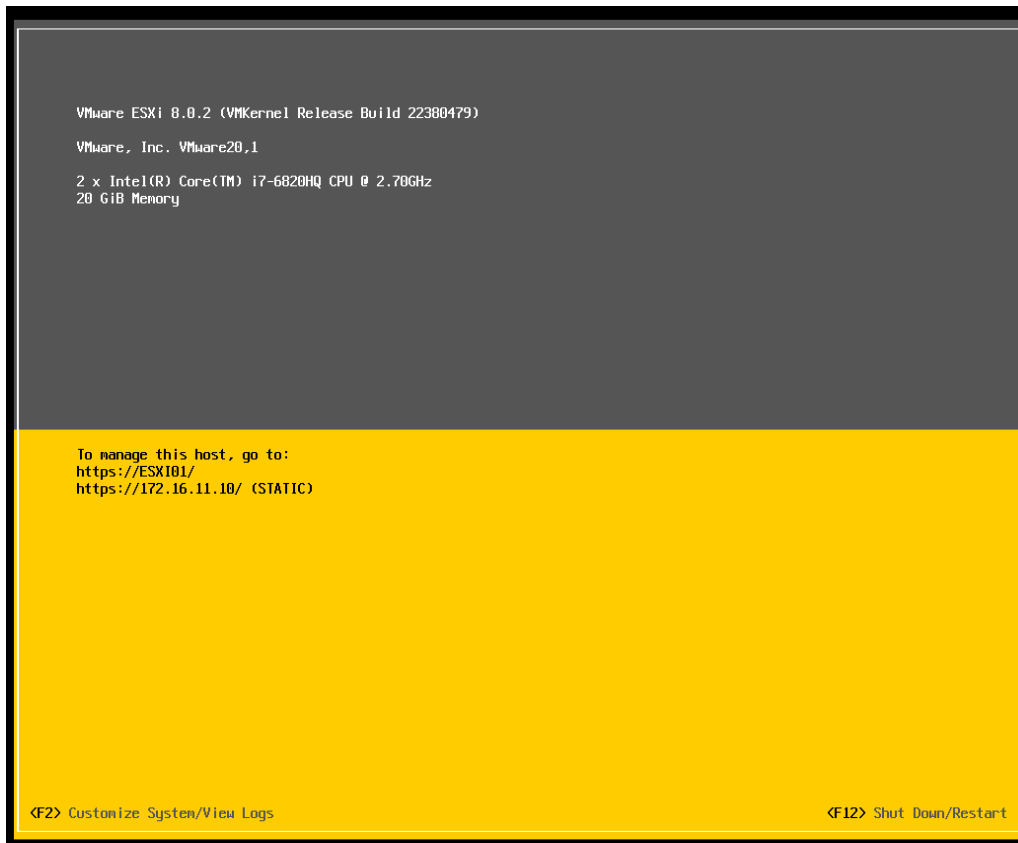 VMware ESXi 8.0.2 (VMKernel Release Build 22380479)
VMware, Inc. VMware20,1
2 x Intel(R) Core(TM) i7-6820HQ CPU @ 2.70GHz
20 GiB Memory
To manage this host, go to:
https://ESXI01/
https://172.16.11.10/ (STATIC)
<F2> Customize System/View Logs
<F12> Shut Down/Restart